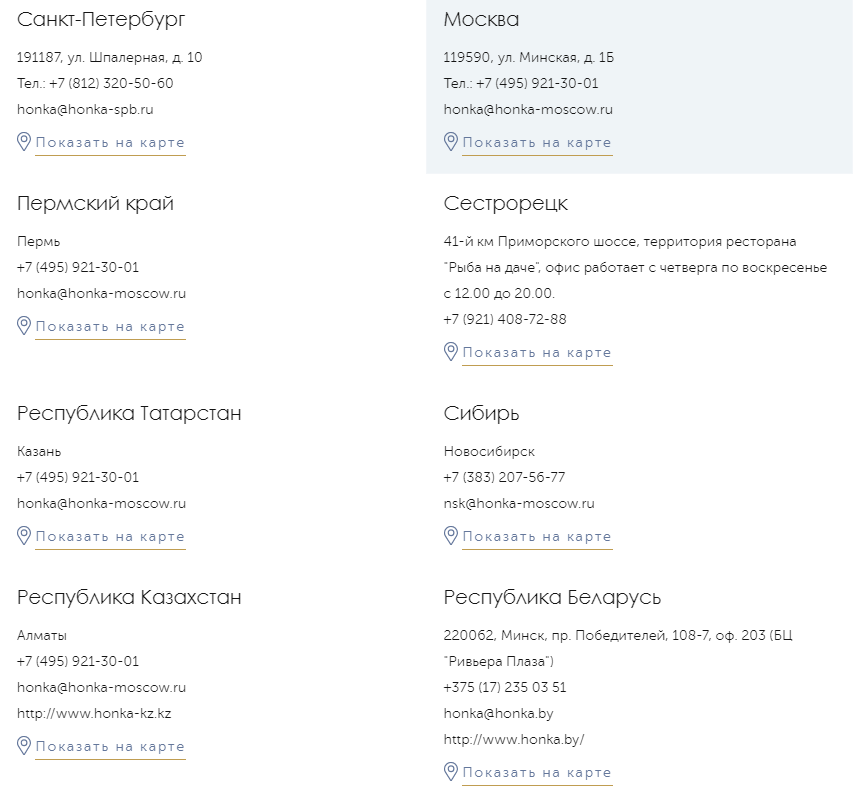 Санкт-Петербург
191187, ул. Шпалерная, д. 10
Тел.: +7 (812) 320-50-60
honka@honka-spb.ru
Показать на карте
Москва
119590, ул. Минская, д. 1Б
Тел.: +7 (495) 921-30-01
honka@honka-moscow.ru
Показать на карте
Пермский край
Пермь
+7 (495) 921-30-01
honka@honka-moscow.ru
Показать на карте
Сестрорецк
41-й км Приморского шоссе, территория ресторана
"Рыба на даче", офис работает с четверга по воскресенье
с 12.00 до 20.00.
+7 (921) 408-72-88
Показать на карте
Республика Татарстан
Казань
+7 (495) 921-30-01
honka@honka-moscow.ru
Показать на карте
Сибирь
Новосибирск
+7 (383) 207-56-77
nsk@honka-moscow.ru
Показать на карте
Республика Казахстан
Алматы
+7 (495) 921-30-01
honka@honka-moscow.ru
http://www.honka-kz.kz
Показать на карте
Республика Беларусь
220062, Минск, пр. Победителей, 108-7, оф. 203 (БЦ
"Ривьера Плаза")
+375 (17) 235 03 51
honka@honka.by
http://www.honka.by/
Показать на карте